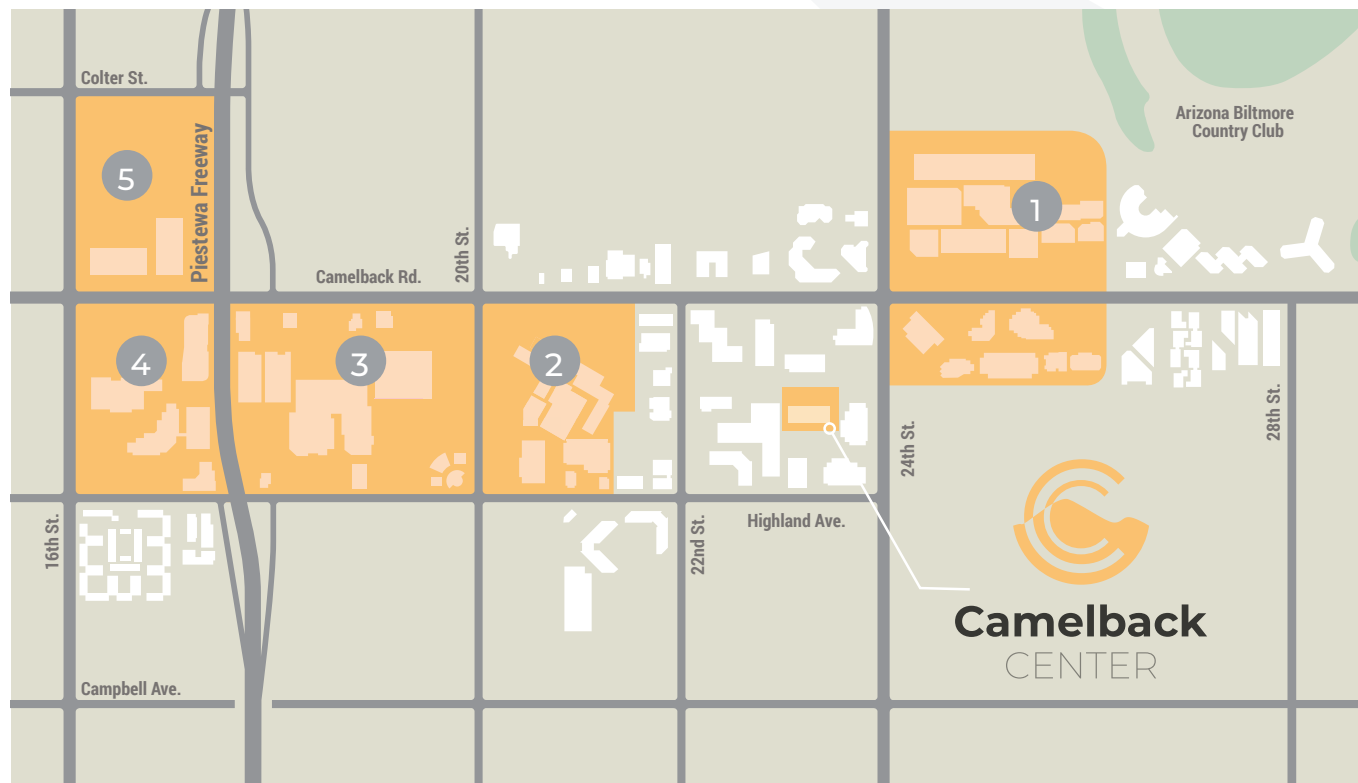 Colter St.
Arizona Biltmore
Country Club
5
Piestewa Freeway
1
20th St.
Camelback Rd.
4
3
2
28th St.
24th St.
16th St.
22nd St.
Highland Ave.
Camelback
CENTER
Campbell Ave.